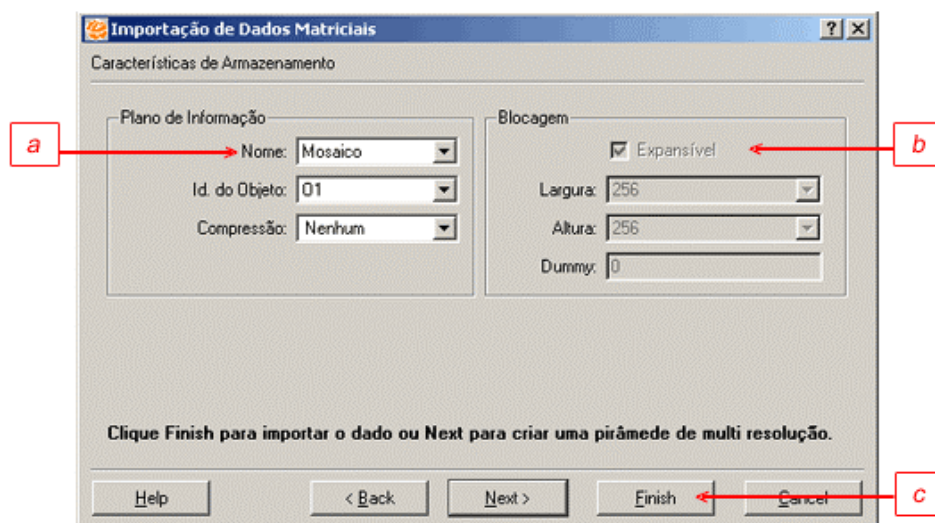 Importação de Dados Matriciais
Características de Armazenamento
Plano de Informação
Nome: Mosaico
Id. do Objeto: O1
Compressão: Nenhum
Blocagem
Expansível
Largura: 256
Altura: 256
Dummy: 0
a
b
Clique Finish para importar o dado ou Next para criar uma pirâmede de multi resolução.
Help
< Back
Next >
Finish
Cancel
c